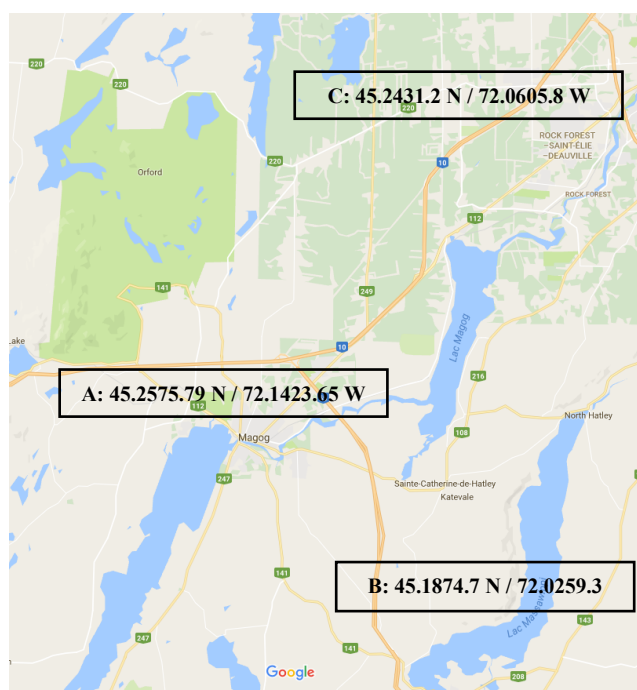 220
220
C: 45.2431.2 N / 72.0605.8 W
220
ROCK FOREST
-SAINT-ÉLIE
-DEAUVILLE
10
220
Orford
ROCK FOREST
112
141
249
Lac Magog
Lake
10
216
A: 45.2575.79 N / 72.1423.65 W
112
North Hatley
Magog
108
247
Sainte-Catherine-de-Hatley
Katevale
141
B: 45.1874.7 N / 72.0259.3
Lac Massawippi
143
247
141
Google
208